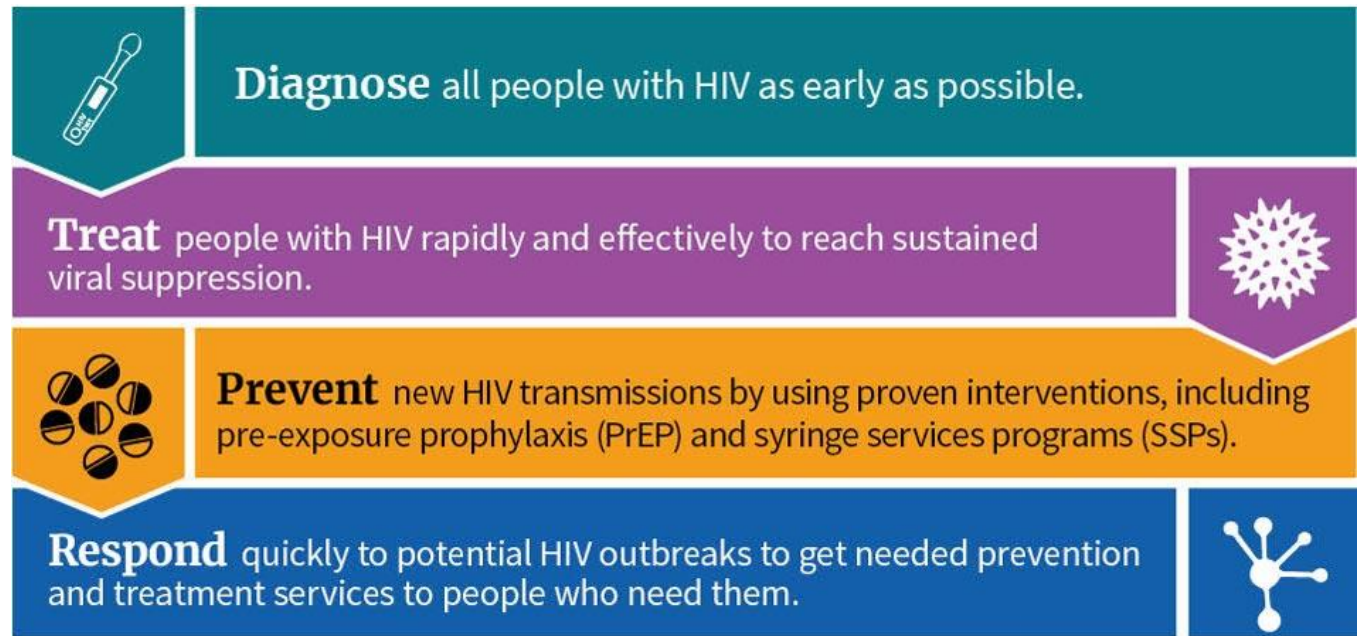 Diagnose all people with HIV as early as possible.
Treat people with HIV rapidly and effectively to reach sustained
viral suppression.
Prevent new HIV transmissions by using proven interventions, including
pre-exposure prophylaxis (PrEP) and syringe services programs (SSPs).
Respond quickly to potential HIV outbreaks to get needed prevention
and treatment services to people who need them.